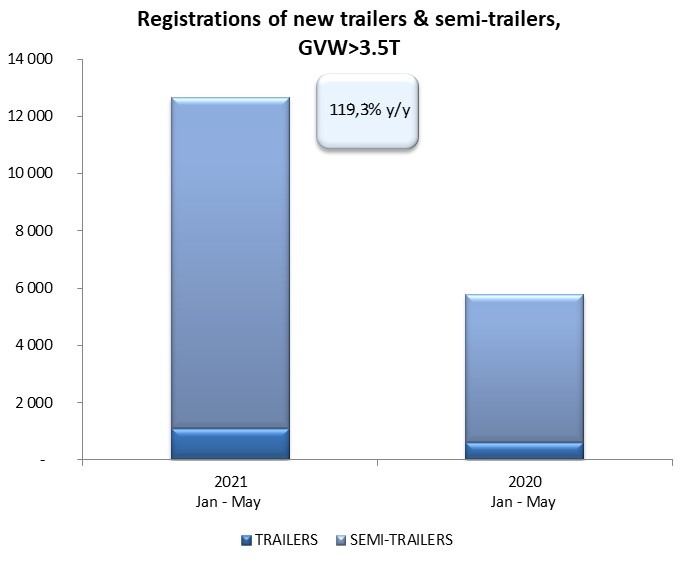 Registrations of new trailers & semi-trailers,
GVW>3.5T
14 000
12 000
10 000
8 000
6 000
4 000
2 000
-
119,3% y/y
2021
Jan - May
2020
Jan - May
TRAILERS
SEMI-TRAILERS